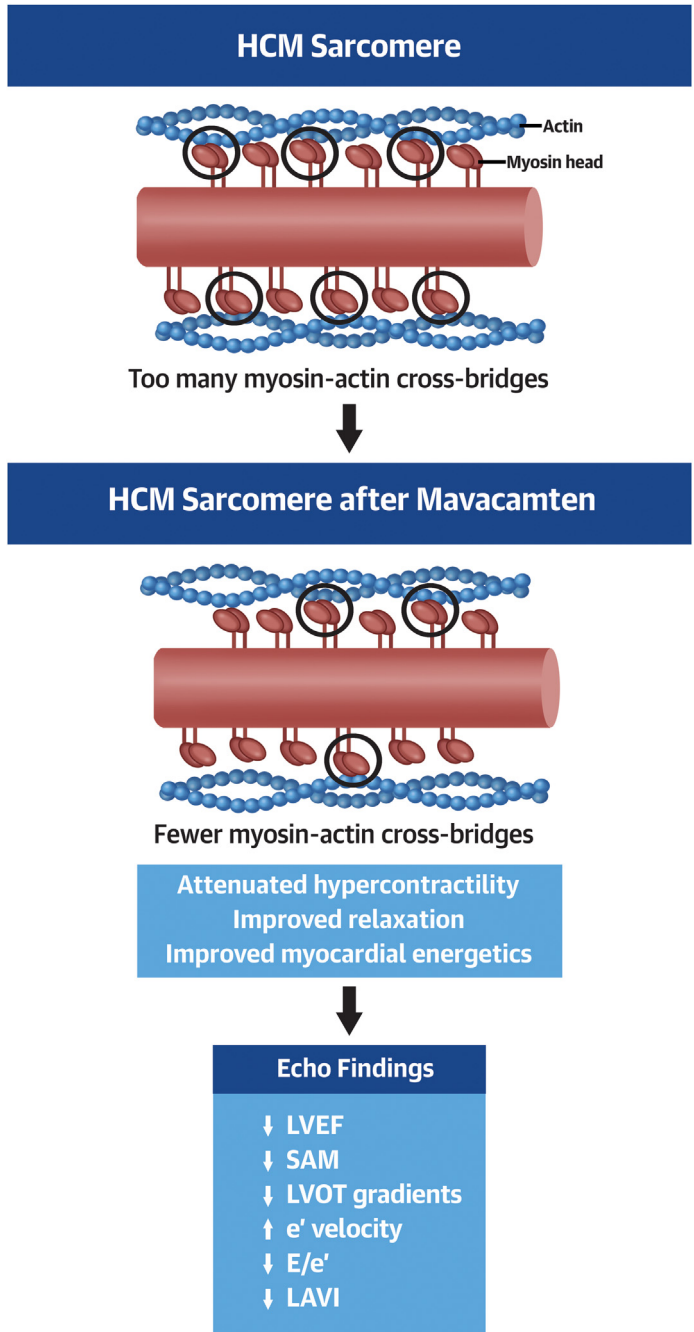 HCM Sarcomere
Actin
Myosin head
Too many myosin-actin cross-bridges
HCM Sarcomere after Mavacamten
Fewer myosin-actin cross-bridges
Attenuated hypercontractility
Improved relaxation
Improved myocardial energetics
Echo Findings
↓ LVEF
↓ SAM
↓ LVOT gradients
↑ e′ velocity
↓ E/e′
↓ LAVI